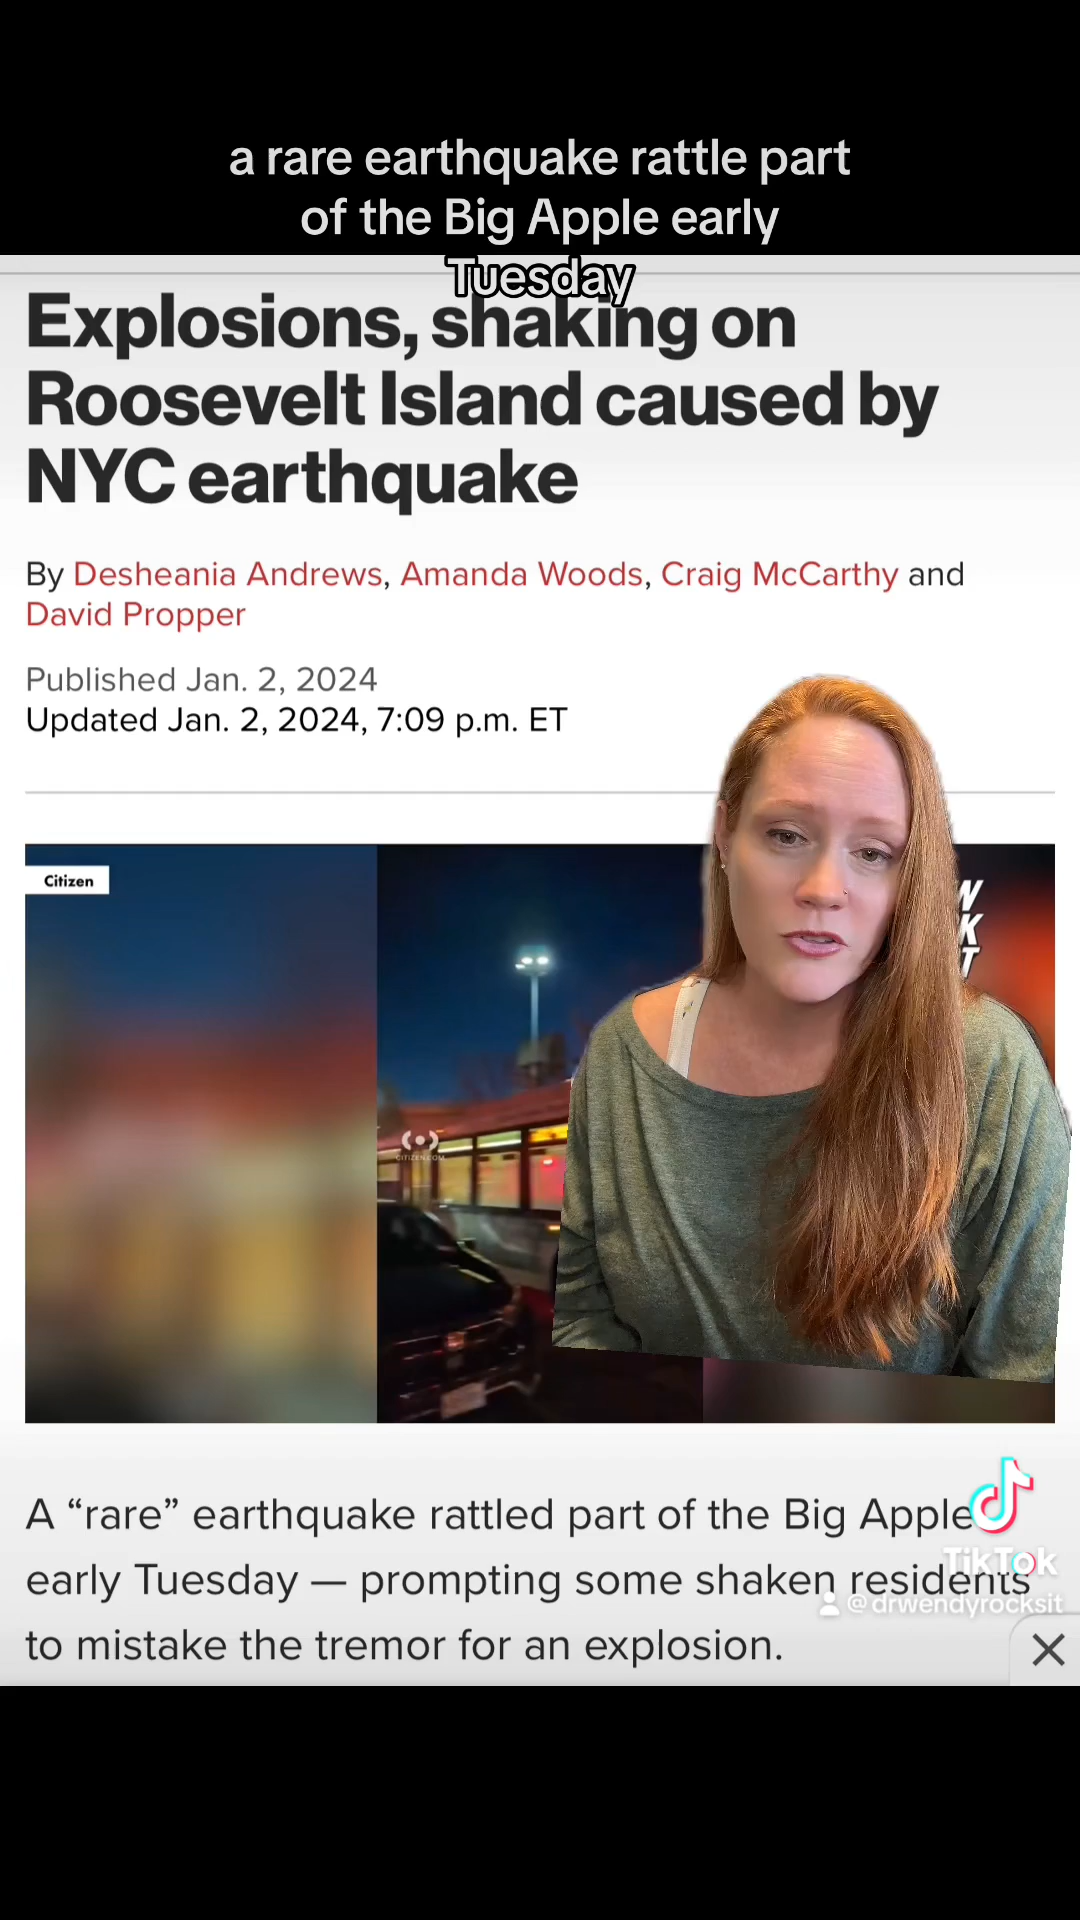 a rare earthquake rattle part
of the Big Apple early
Tuesday
Explosions, shaking on
Roosevelt Island caused by
NYC earthquake
By Desheania Andrews, Amanda Woods, Craig McCarthy and
David Propper
Published Jan. 2, 2024
Updated Jan. 2, 2024, 7:09 p.m. ET
Citizen
W
K
T
CITIZEN.COM
A “rare” earthquake rattled part of the Big Apple
early Tuesday — prompting some shaken residents
to mistake the tremor for an explosion.
TikTok
@drwendyrocksit